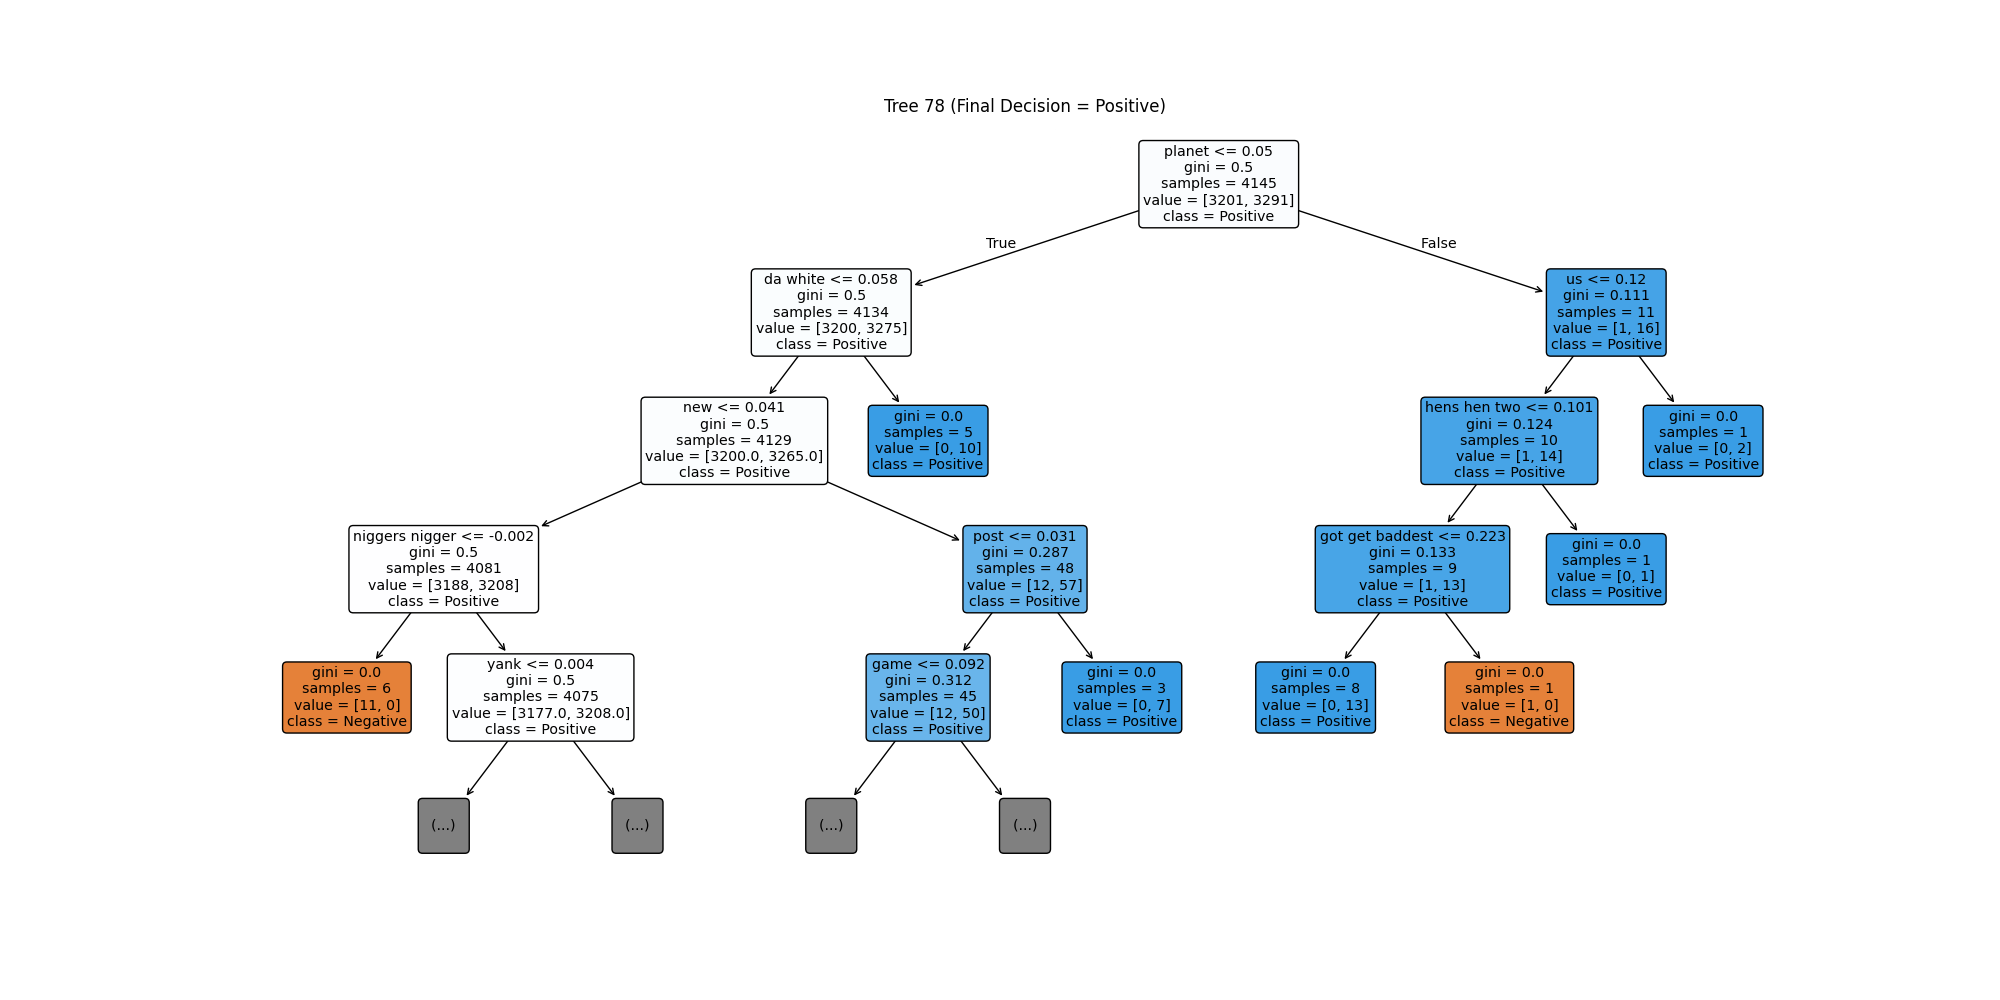 Tree 78 (Final Decision = Positive)
planet <= 0.05
gini = 0.5
samples = 4145
value = [3201, 3291]
class = Positive
True
False
da white <= 0.058
gini = 0.5
samples = 4134
value = [3200, 3275]
class = Positive
us <= 0.12
gini = 0.111
samples = 11
value = [1, 16]
class = Positive
new <= 0.041
gini = 0.5
samples = 4129
value = [3200.0, 3265.0]
class = Positive
gini = 0.0
samples = 5
value = [0, 10]
class = Positive
hens hen two <= 0.101
gini = 0.124
samples = 10
value = [1, 14]
class = Positive
gini = 0.0
samples = 1
value = [0, 2]
class = Positive
niggers nigger <= -0.002
gini = 0.5
samples = 4081
value = [3188, 3208]
class = Positive
post <= 0.031
gini = 0.287
samples = 48
value = [12, 57]
class = Positive
got get baddest <= 0.223
gini = 0.133
samples = 9
value = [1, 13]
class = Positive
gini = 0.0
samples = 1
value = [0, 1]
class = Positive
gini = 0.0
samples = 6
value = [11, 0]
class = Negative
yank <= 0.004
gini = 0.5
samples = 4075
value = [3177.0, 3208.0]
class = Positive
game <= 0.092
gini = 0.312
samples = 45
value = [12, 50]
class = Positive
gini = 0.0
samples = 3
value = [0, 7]
class = Positive
gini = 0.0
samples = 8
value = [0, 13]
class = Positive
gini = 0.0
samples = 1
value = [1, 0]
class = Negative
(...)
(...)
(...)
(...)